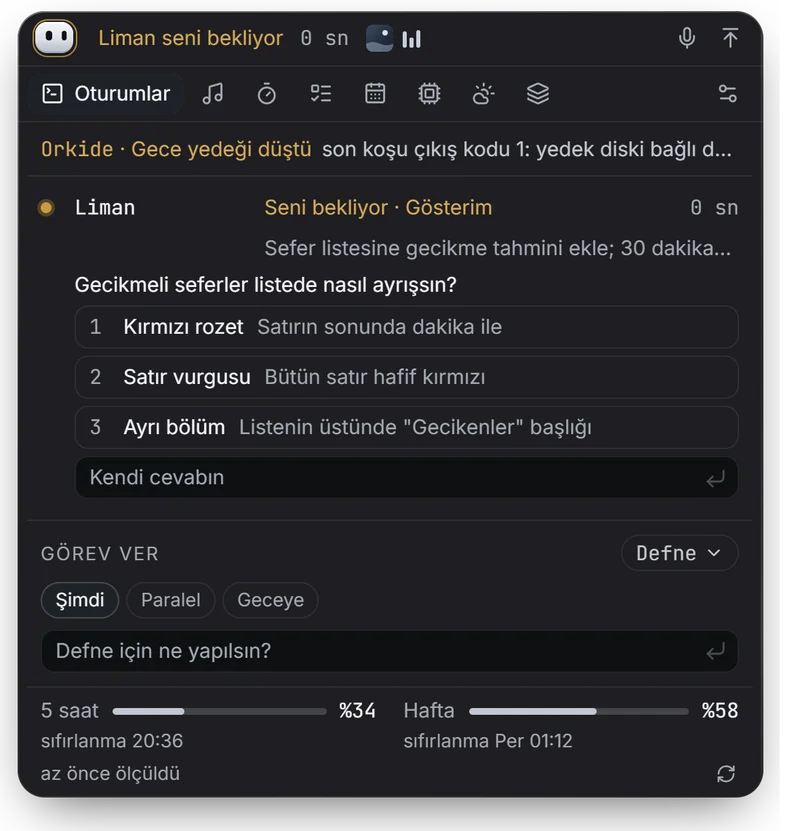 Liman seni bekliyor 0 sn
Oturumlar
Orkide · Gece yedeği düştü son koşu çıkış kodu 1: yedek diski bağlı d...
Liman Seni bekliyor · Gösterim 0 sn
Sefer listesine gecikme tahmini ekle; 30 dakika...
Gecikmeli seferler listede nasıl ayrışsın?
1 Kırmızı rozet Satırın sonunda dakika ile
2 Satır vurgusu Bütün satır hafif kırmızı
3 Ayrı bölüm Listenin üstünde "Gecikenler" başlığı
Kendi cevabın
GÖREV VER Defne
Şimdi Paralel Geceye
Defne için ne yapılsın?
5 saat %34 Hafta %58
sıfırlanma 20:36 sıfırlanma Per 01:12
az önce ölçüldü